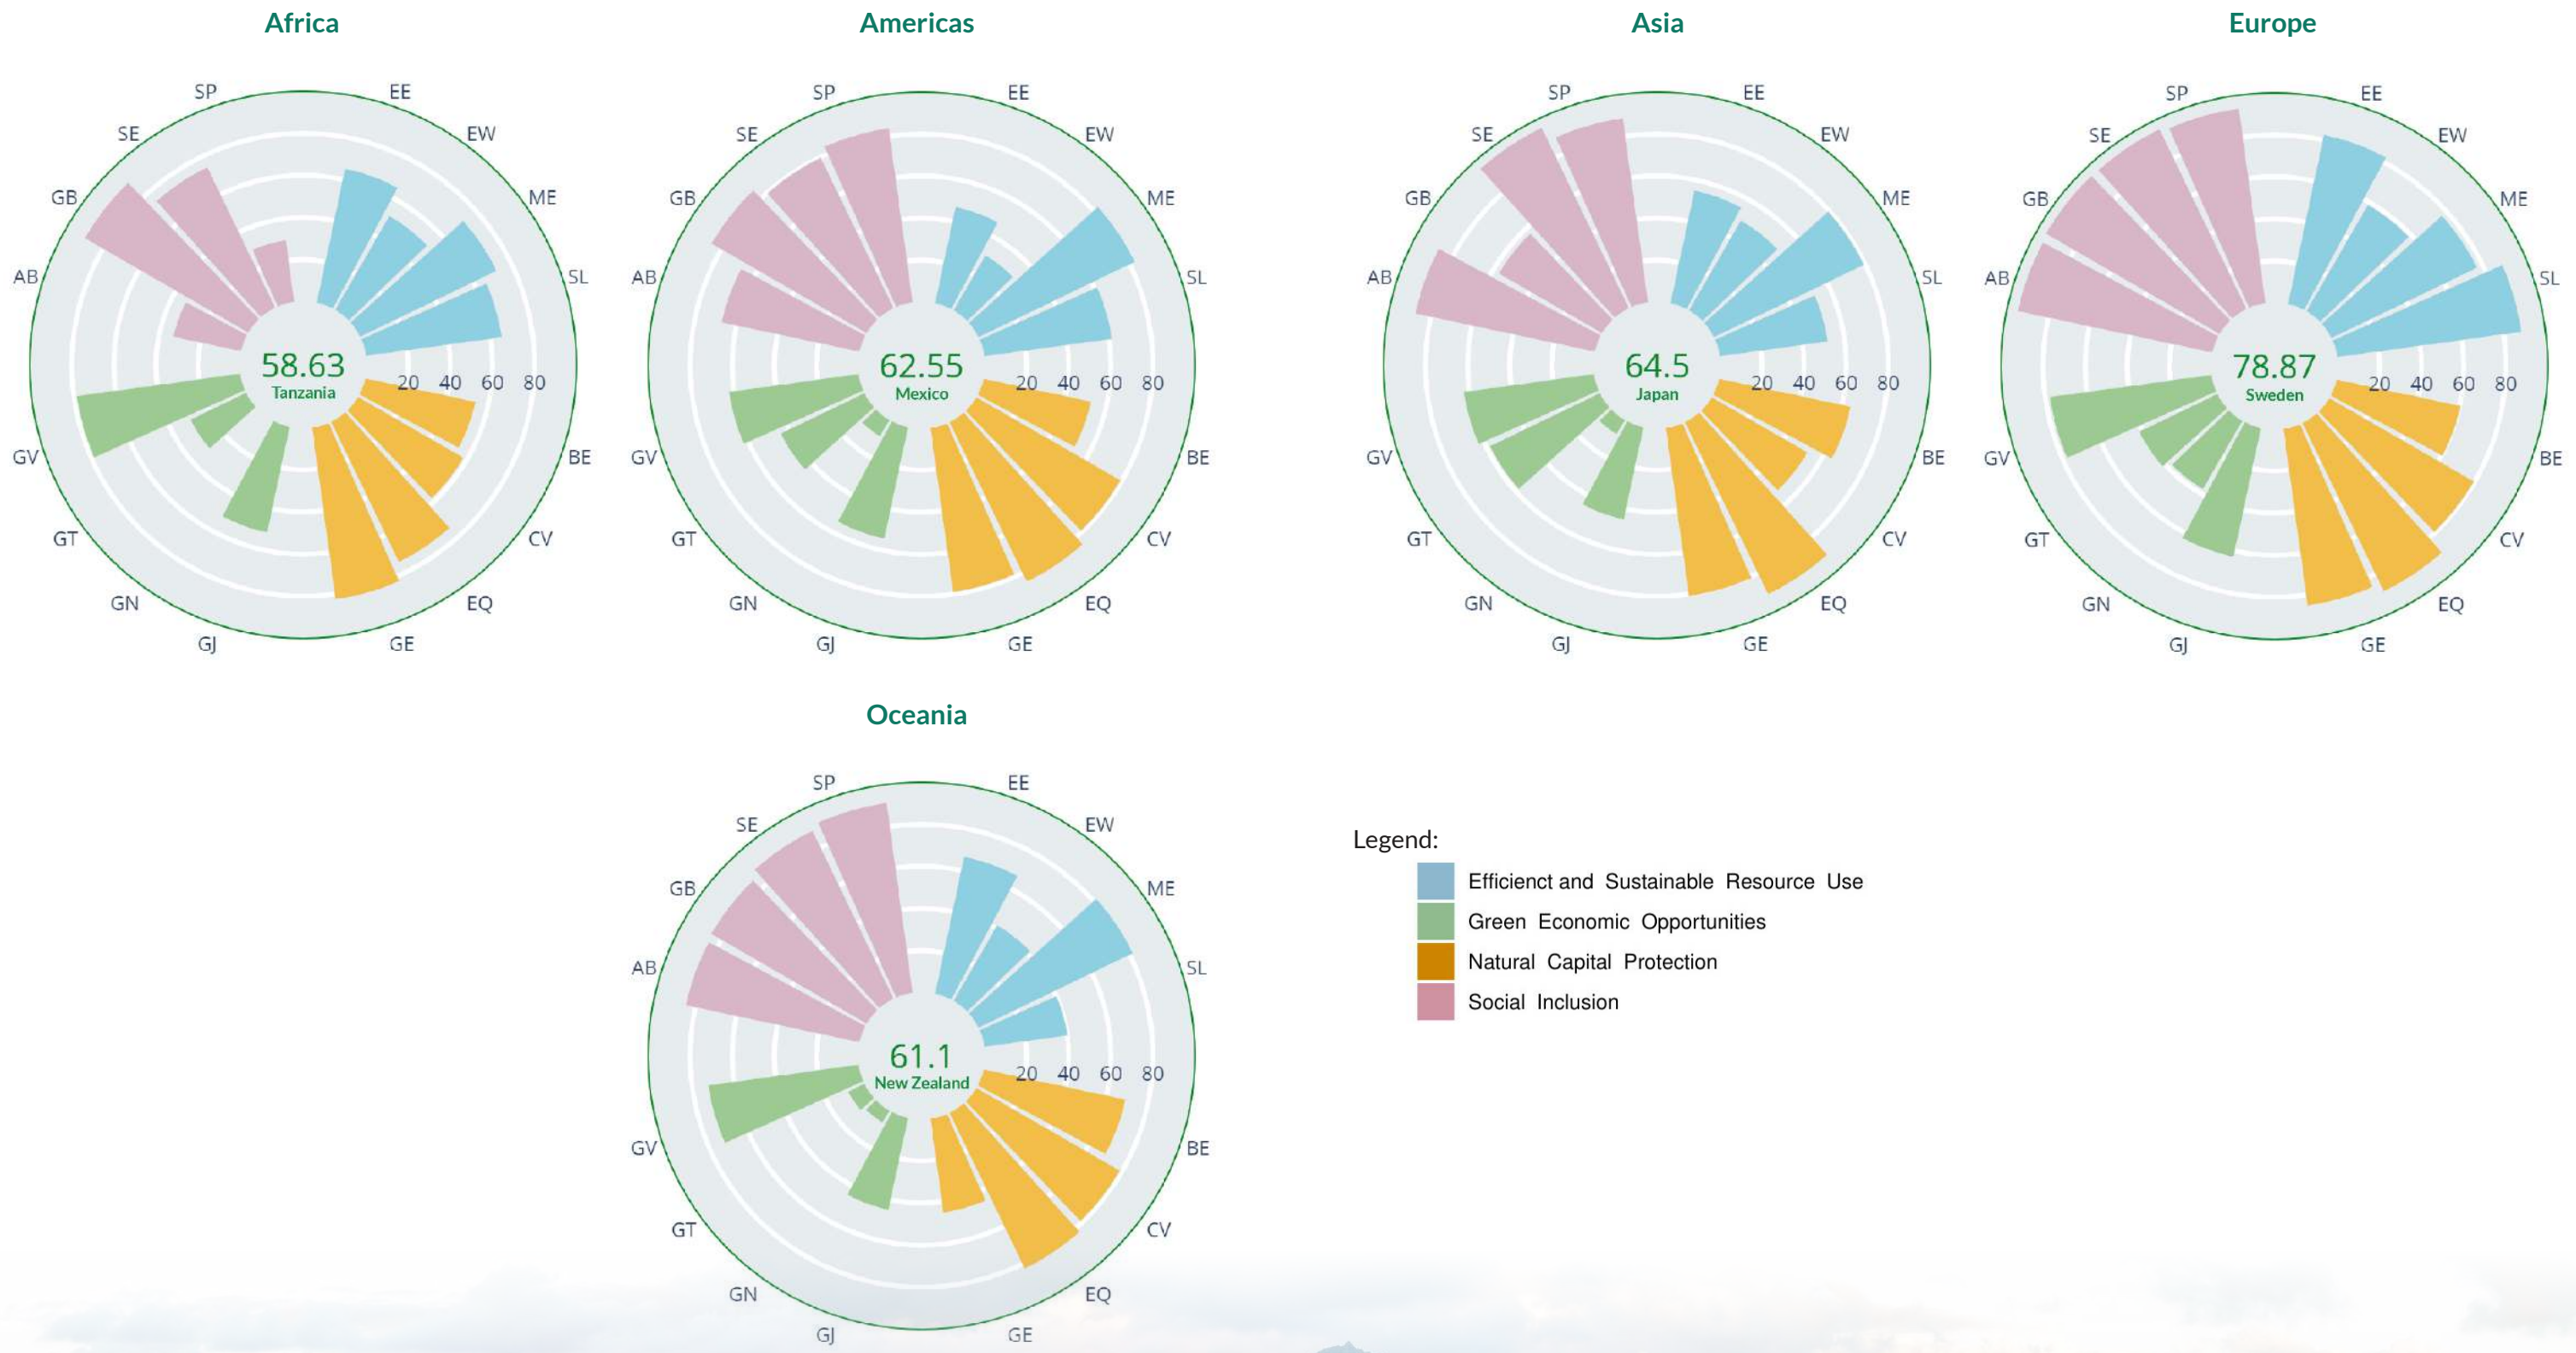 Africa
Americas
Asia
Europe
SP
EE
SE
EW
GB
ME
AB
SL
58.63
Tanzania
20 40 60 80
GV
BE
GT
CV
GN
EQ
GJ
GE
SP
EE
SE
EW
GB
ME
AB
SL
62.55
Mexico
20 40 60 80
GV
BE
GT
CV
GN
EQ
GJ
GE
SP
EE
SE
EW
GB
ME
AB
SL
64.5
Japan
20 40 60 80
GV
BE
GT
CV
GN
EQ
GJ
GE
SP
EE
SE
EW
GB
ME
AB
SL
78.87
Sweden
20 40 60 80
GV
BE
GT
CV
GN
EQ
GJ
GE
Oceania
SP
EE
SE
EW
GB
ME
AB
SL
61.1
New Zealand
20 40 60 80
GV
BE
GT
CV
GN
EQ
GJ
GE
Legend:
Efficienct and Sustainable Resource Use
Green Economic Opportunities
Natural Capital Protection
Social Inclusion